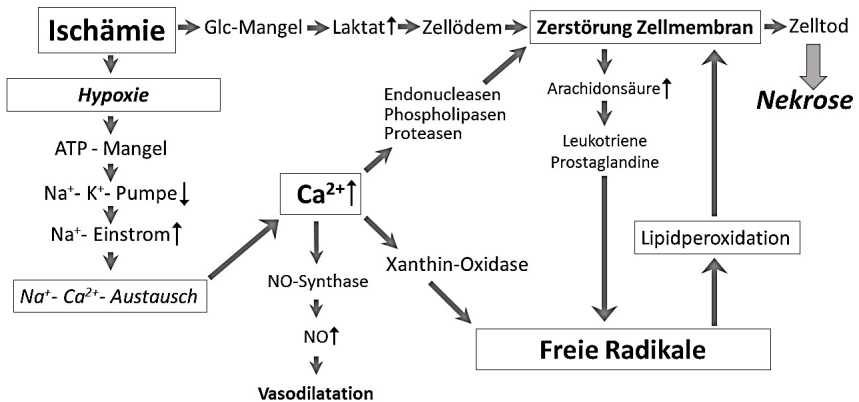 Ischämie
Glc-Mangel
Laktat↑
Zellödem
Zerstörung Zellmembran
Zelltod
Nekrose
Hypoxie
ATP - Mangel
Na⁺- K⁺- Pumpe↓
Na⁺- Einstrom↑
Na⁺- Ca²⁺- Austausch
Ca²⁺↑
Endonucleasen
Phospholipasen
Proteasen
NO-Synthase
NO↑
Vasodilatation
Xanthin-Oxidase
Arachidonsäure↑
Leukotriene
Prostaglandine
Freie Radikale
Lipidperoxidation